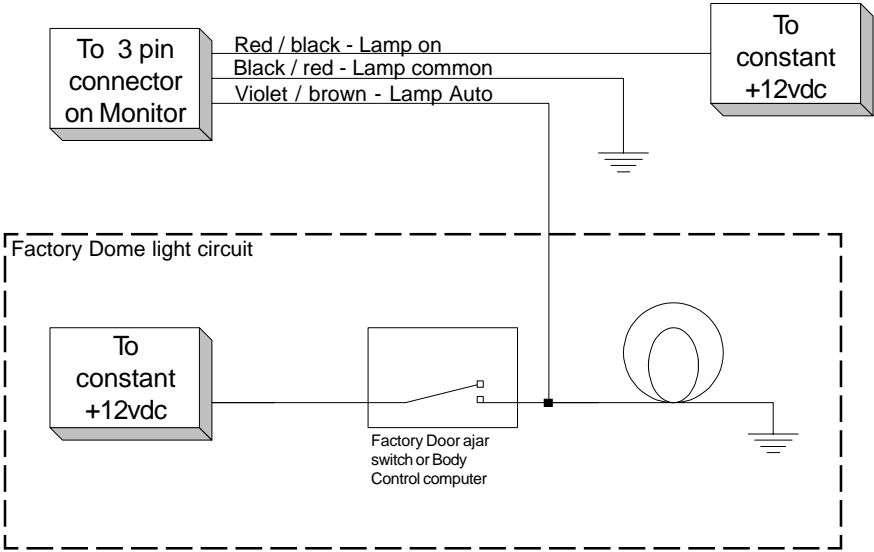 To 3 pin
connector
on Monitor
Red / black - Lamp on
Black / red - Lamp common
Violet / brown - Lamp Auto
To
constant
+12vdc
Factory Dome light circuit
To
constant
+12vdc
Factory Door ajar
switch or Body
Control computer